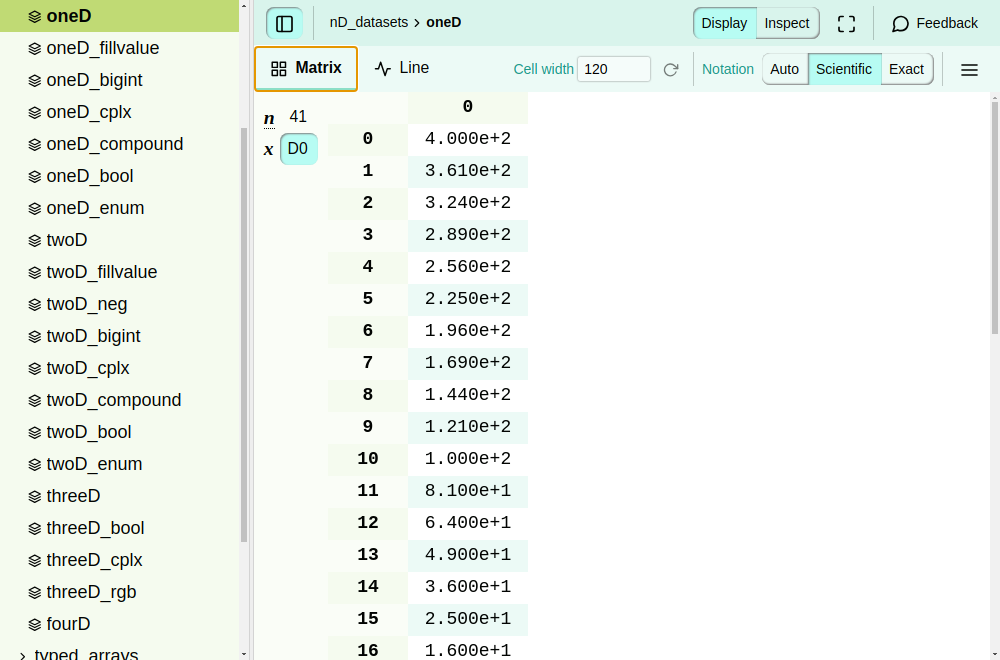 oneD
oneD_fillvalue
oneD_bigint
oneD_cplx
oneD_compound
oneD_bool
oneD_enum
twoD
twoD_fillvalue
twoD_neg
twoD_bigint
twoD_cplx
twoD_compound
twoD_bool
twoD_enum
threeD
threeD_bool
threeD_cplx
threeD_rgb
fourD
typed_arrays
nD_datasets > oneD
Display Inspect Feedback
Matrix Line Cell width 120 Notation Auto Scientific Exact
n 41
x D0
0
0 4.000e+2
1 3.610e+2
2 3.240e+2
3 2.890e+2
4 2.560e+2
5 2.250e+2
6 1.960e+2
7 1.690e+2
8 1.440e+2
9 1.210e+2
10 1.000e+2
11 8.100e+1
12 6.400e+1
13 4.900e+1
14 3.600e+1
15 2.500e+1
16 1.600e+1